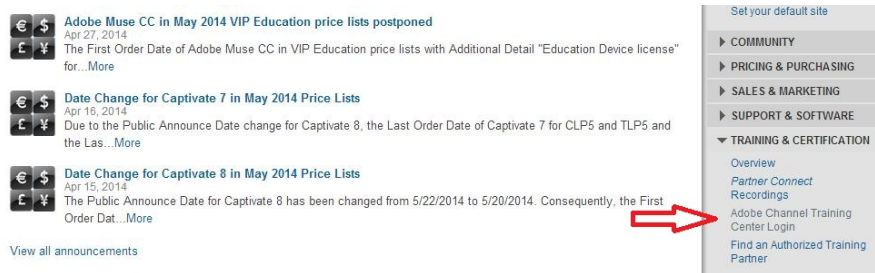 Adobe Muse CC in May 2014 VIP Education price lists postponed
Apr 27, 2014
The First Order Date of Adobe Muse CC in VIP Education price lists with Additional Detail "Education Device license"
for...More
Date Change for Captivate 7 in May 2014 Price Lists
Apr 16, 2014
Due to the Public Announce Date change for Captivate 8, the Last Order Date of Captivate 7 for CLP5 and TLP5 and
the Las...More
Date Change for Captivate 8 in May 2014 Price Lists
Apr 15, 2014
The Public Announce Date for Captivate 8 has been changed from 5/22/2014 to 5/20/2014. Consequently, the First
Order Dat...More
View all announcements
Set your default site
COMMUNITY
PRICING & PURCHASING
SALES & MARKETING
SUPPORT & SOFTWARE
TRAINING & CERTIFICATION
Overview
Partner Connect
Recordings
Adobe Channel Training
Center Login
Find an Authorized Training
Partner